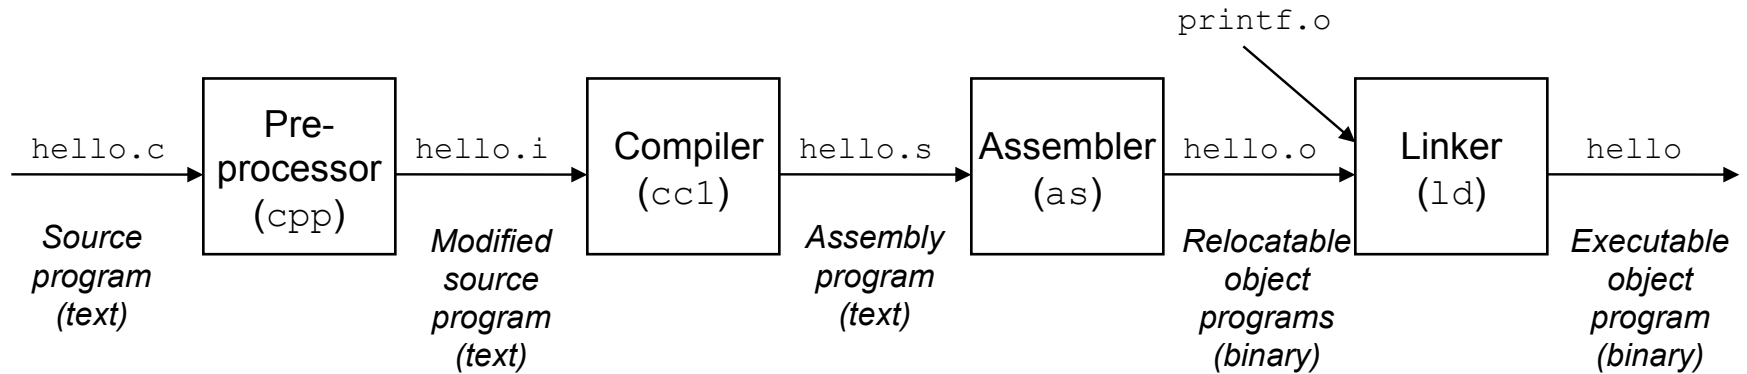 printf.o
hello.c
Pre-
processor
(cpp)
hello.i
Compiler
(cc1)
hello.s
Assembler
(as)
hello.o
Linker
(ld)
hello
Source
program
(text)
Modified
source
program
(text)
Assembly
program
(text)
Relocatable
object
programs
(binary)
Executable
object
program
(binary)